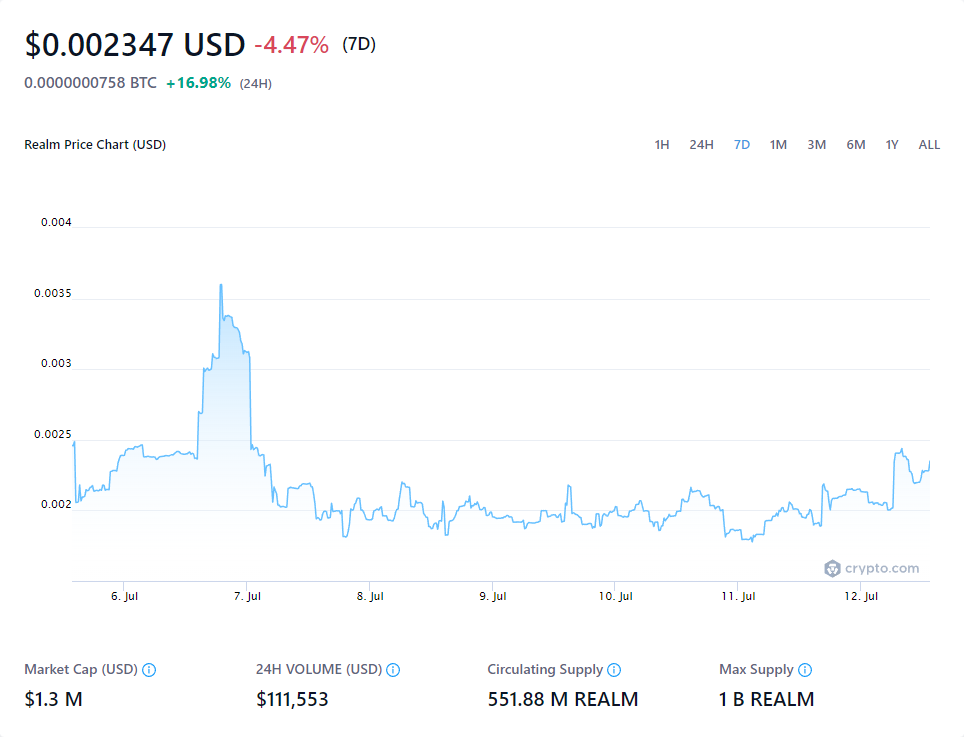 $0.002347 USD -4.47% (7D)
0.0000000758 BTC +16.98% (24H)
Realm Price Chart (USD) 1H 24H 7D 1M 3M 6M 1Y ALL
0.004
0.0035
0.003
0.0025
0.002
crypto.com
6. Jul 7. Jul 8. Jul 9. Jul 10. Jul 11. Jul 12. Jul
Market Cap (USD) 24H VOLUME (USD) Circulating Supply Max Supply
$1.3 M $111,553 551.88 M REALM 1 B REALM